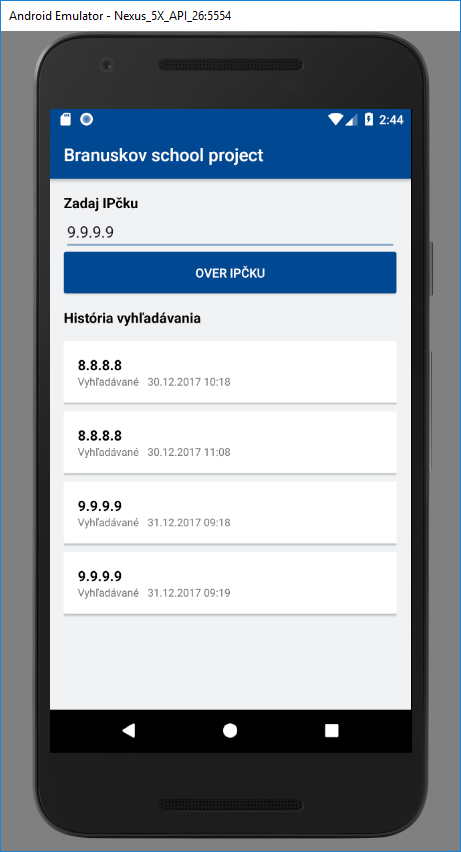 Android Emulator - Nexus_5X_API_26:5554
2:44
Branuskov school project
Zadaj IPčku
9.9.9.9
OVER IPČKU
História vyhľadávania
8.8.8.8
Vyhľadávané 30.12.2017 10:18
8.8.8.8
Vyhľadávané 30.12.2017 11:08
9.9.9.9
Vyhľadávané 31.12.2017 09:18
9.9.9.9
Vyhľadávané 31.12.2017 09:19